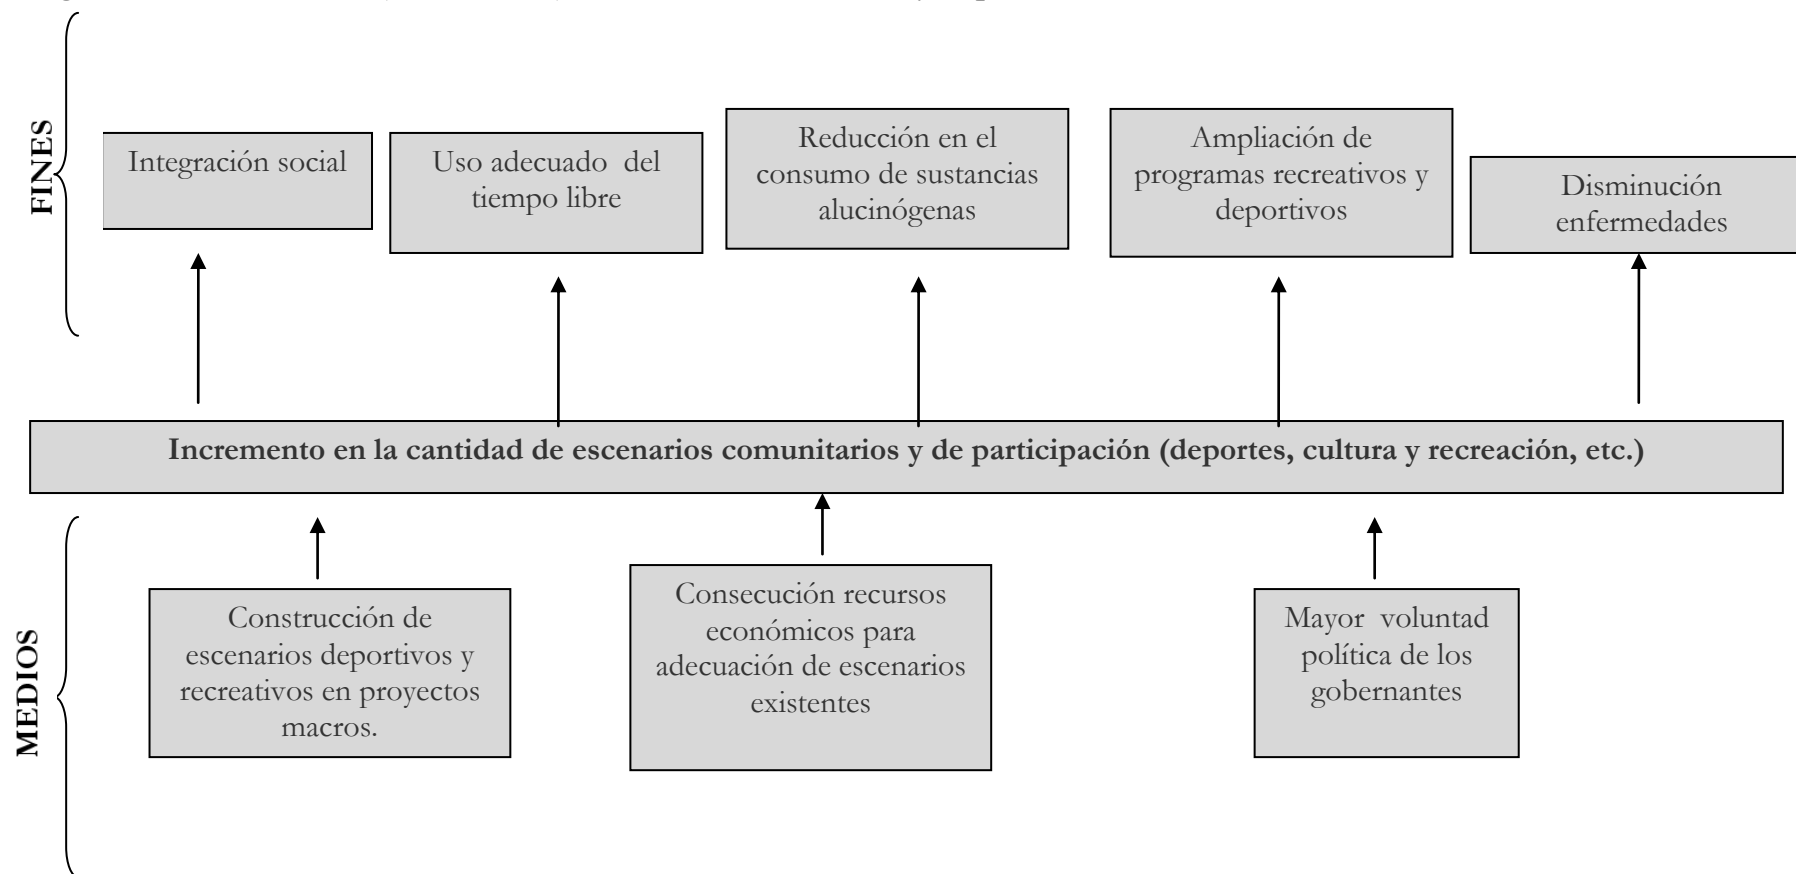 FINES
Integración social
Uso adecuado del
tiempo libre
Reducción en el
consumo de sustancias
alucinógenas
Ampliación de
programas recreativos y
deportivos
Disminución
enfermedades
Incremento en la cantidad de escenarios comunitarios y de participación (deportes, cultura y recreación, etc.)
MEDIOS
Construcción de
escenarios deportivos y
recreativos en proyectos
macros.
Consecución recursos
económicos para
adecuación de escenarios
existentes
Mayor voluntad
política de los
gobernantes